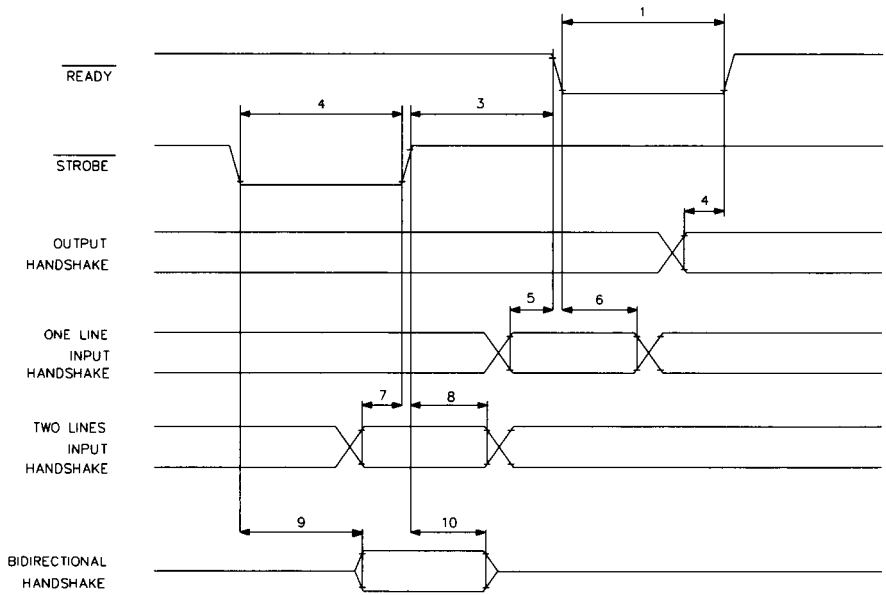 1
READY
4
3
STROBE
4
OUTPUT
HANDSHAKE
5
6
ONE LINE
INPUT
HANDSHAKE
7
8
TWO LINES
INPUT
HANDSHAKE
9
10
BIDIRECTIONAL
HANDSHAKE